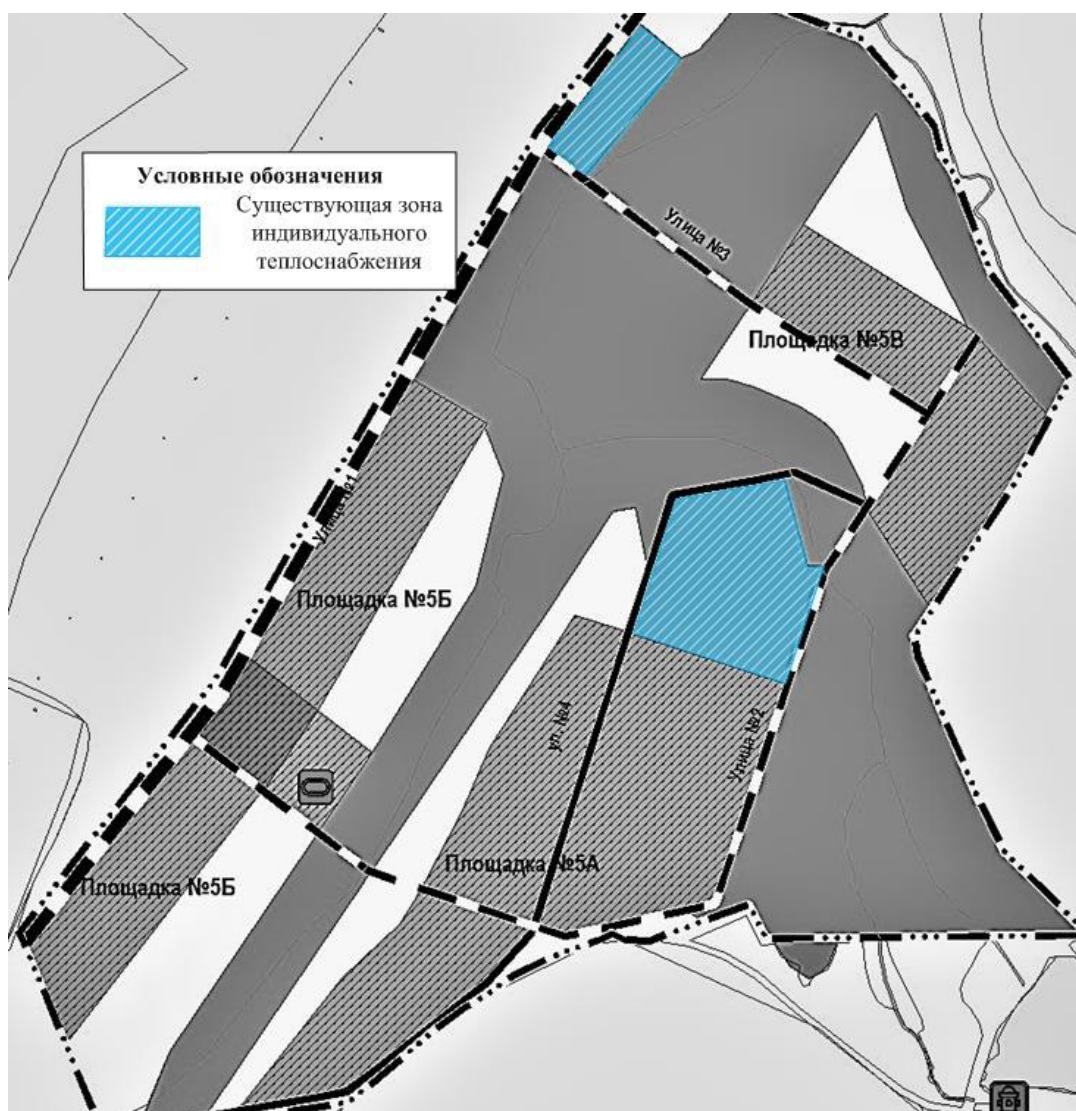 Условные обозначения
Существующая зона
индивидуального
теплоснабжения
Улица №3
Площадка №5В
Улица №1
Площадка №5Б
ул. №4
Улица №2
Площадка №5А
Площадка №5Б